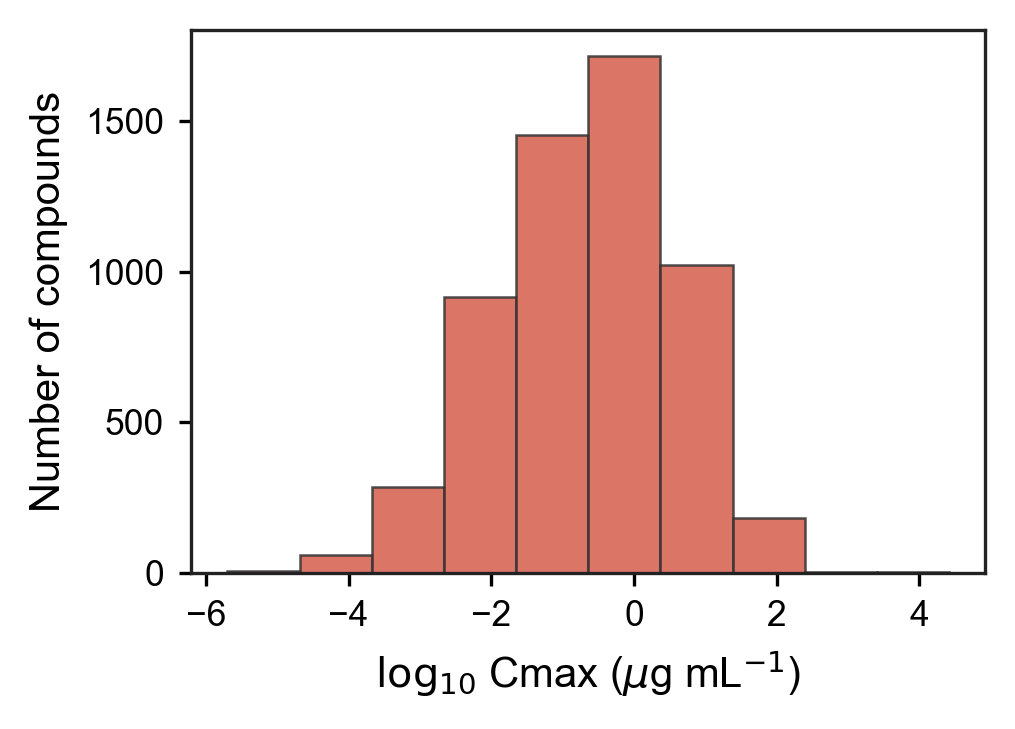 Number of compounds
1500
1000
500
0
−6 −4 −2 0 2 4
log₁₀ Cmax (μg mL⁻¹)